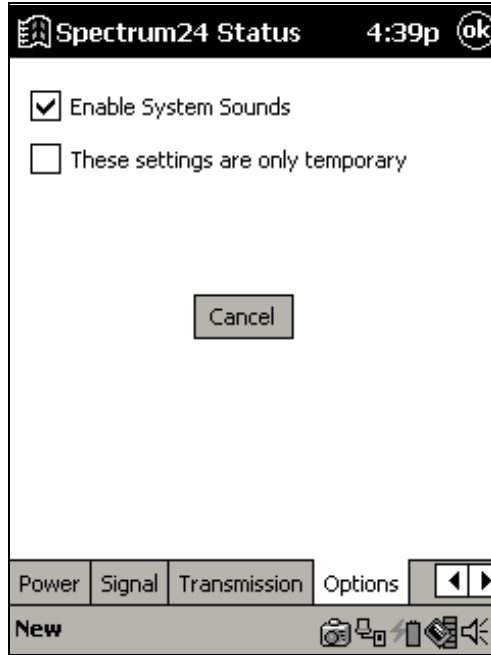 Spectrum24 Status 4:39p ok
Enable System Sounds
These settings are only temporary
Cancel
Power Signal Transmission Options
New